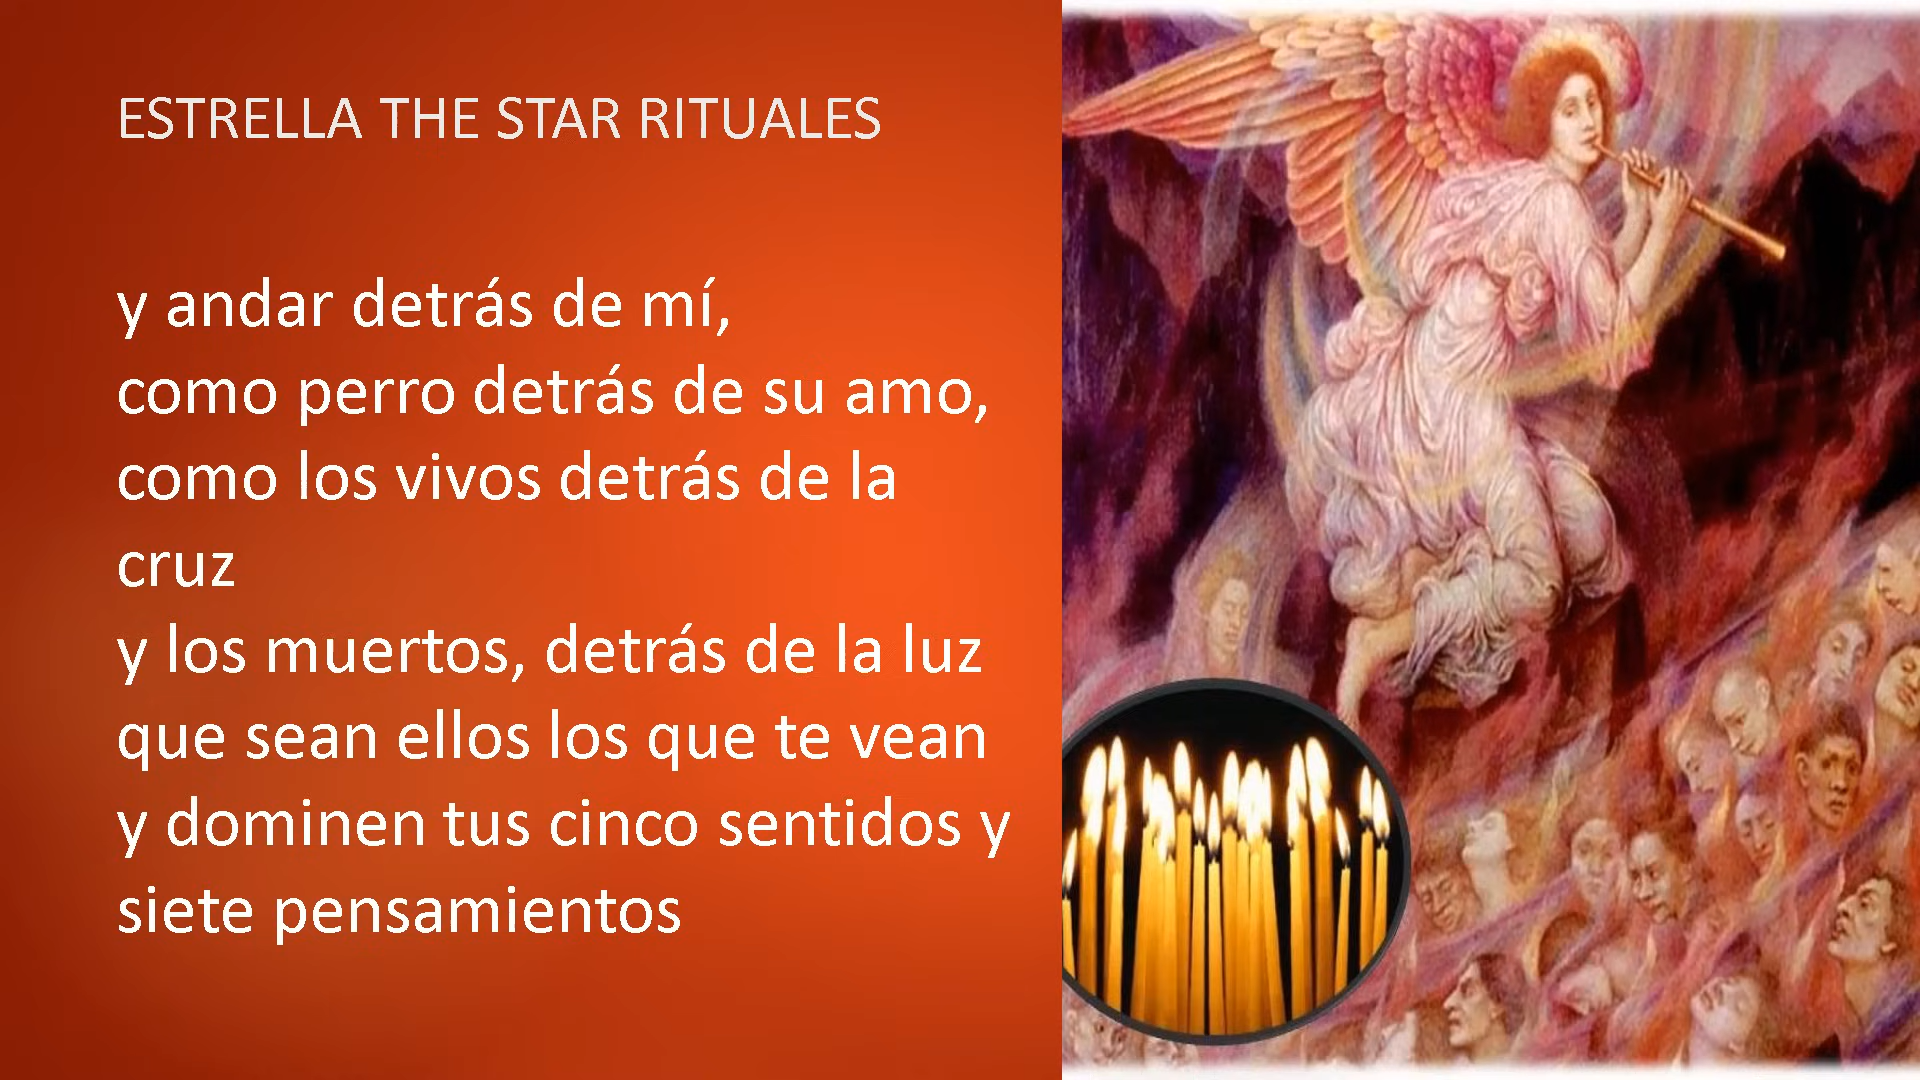 ESTRELLA THE STAR RITUALES
y andar detrás de mí,
como perro detrás de su amo,
como los vivos detrás de la
cruz
y los muertos, detrás de la luz
que sean ellos los que te vean
y dominen tus cinco sentidos y
siete pensamientos